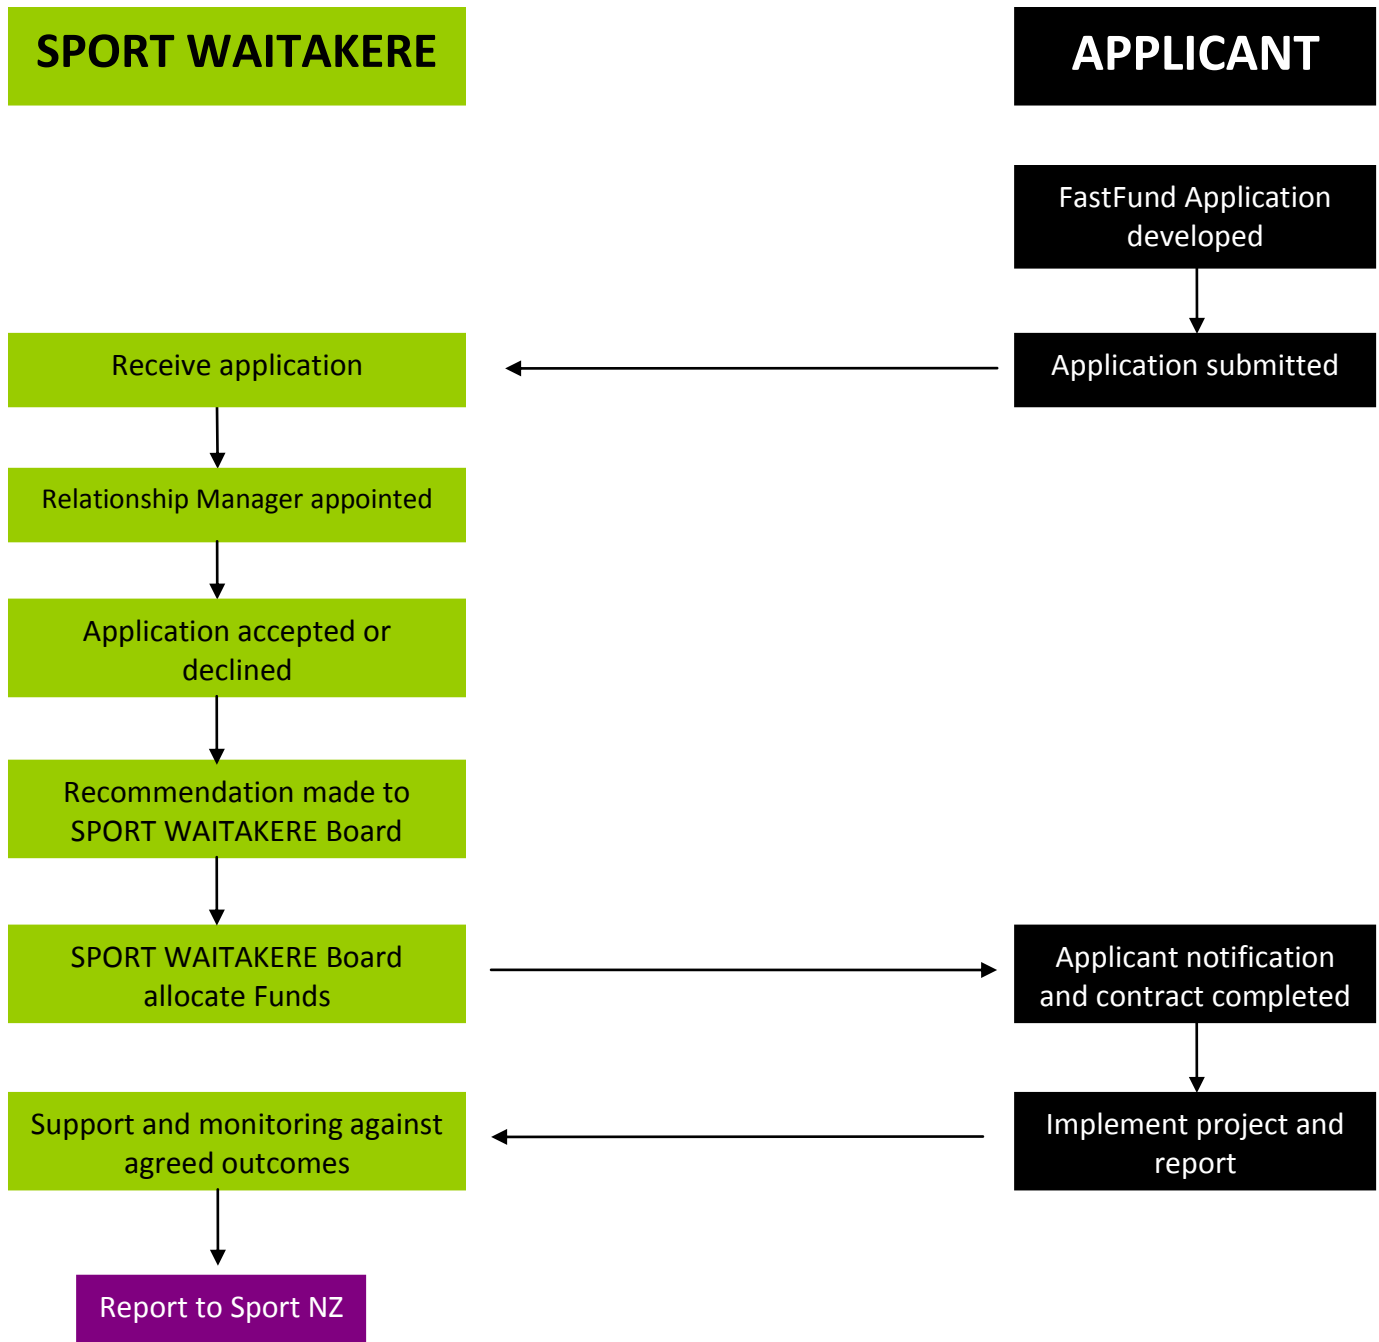 SPORT WAITAKERE
APPLICANT
FastFund Application
developed
Receive application
Application submitted
Relationship Manager appointed
Application accepted or
declined
Recommendation made to
SPORT WAITAKERE Board
SPORT WAITAKERE Board
allocate Funds
Applicant notification
and contract completed
Support and monitoring against
agreed outcomes
Implement project and
report
Report to Sport NZ